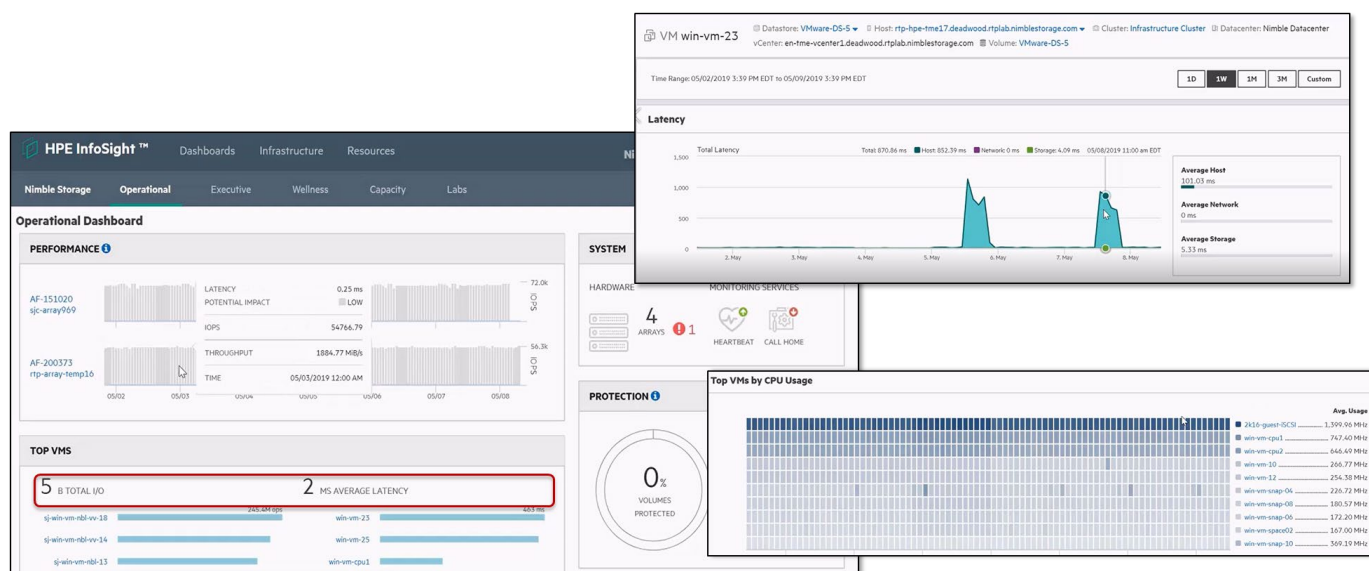 VM win-vm-23
Datastore: VMware-DS-5 Host: rtp-hpe-tme17.deadwood.rtplab.nimblestorage.com Cluster: Infrastructure Cluster Datacenter: Nimble Datacenter
vCenter: en-tme-vcenter1.deadwood.rtplab.nimblestorage.com Volume: VMware-DS-5
Time Range: 05/02/2019 3:39 PM EDT to 05/09/2019 3:39 PM EDT
1D 1W 1M 3M Custom
Latency
Total Latency Total: 870.86 ms Host: 852.39 ms Network: 0 ms Storage: 4.09 ms 05/08/2019 11:00 am EDT
1,500
1,000
500
0
2. May 3. May 4. May 5. May 6. May 7. May 8. May
Average Host
101.03 ms
Average Network
0 ms
Average Storage
5.33 ms
HPE InfoSight ™ Dashboards Infrastructure Resources
Nimble Storage Operational Executive Wellness Capacity Labs
Operational Dashboard
PERFORMANCE
AF-151020
sjc-array969
72.0k
IOPS
AF-200373
rtp-array-temp16
56.3k
IOPS
LATENCY 0.25 ms
POTENTIAL IMPACT LOW
IOPS 54766.79
THROUGHPUT 1884.77 MiB/s
TIME 05/03/2019 12:00 AM
05/02 05/03 05/04 05/05 05/06 05/07 05/08
SYSTEM
HARDWARE MONITORING SERVICES
4
ARRAYS 1
HEARTBEAT CALL HOME
PROTECTION
0%
VOLUMES
PROTECTED
TOP VMS
5 B TOTAL I/O 2 MS AVERAGE LATENCY
245.4M ops 463 ms
sj-win-vm-nbl-vv-18 win-vm-23
sj-win-vm-nbl-vv-14 win-vm-25
sj-win-vm-nbl-13 win-vm-cpu1
Top VMs by CPU Usage
Avg. Usage
2k16-guest-iSCSI 1,399.96 MHz
win-vm-cpu1 747.40 MHz
win-vm-cpu2 646.49 MHz
win-vm-10 266.77 MHz
win-vm-12 254.38 MHz
win-vm-snap-04 226.72 MHz
win-vm-snap-08 180.57 MHz
win-vm-snap-06 172.20 MHz
win-vm-space02 167.00 MHz
win-vm-snap-10 369.19 MHz